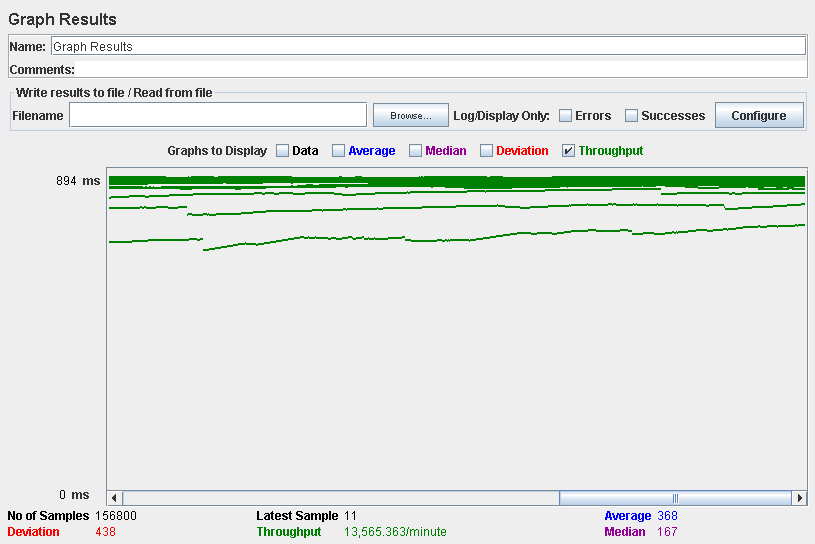 Graph Results
Name: Graph Results
Comments:
Write results to file / Read from file
Filename Browse... Log/Display Only: Errors Successes Configure
Graphs to Display Data Average Median Deviation Throughput
894 ms
0 ms
No of Samples 156800 Latest Sample 11 Average 368
Deviation 438 Throughput 13,565.363/minute Median 167